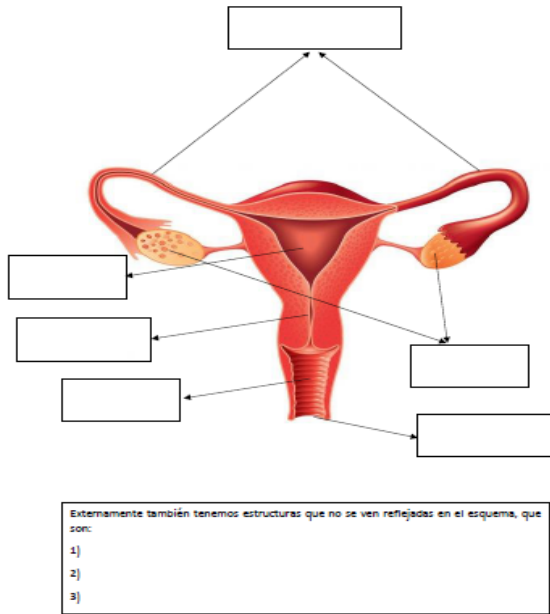 Externamente también tenemos estructuras que no se ven reflejadas en el esquema, que
son:
1)
2)
3)